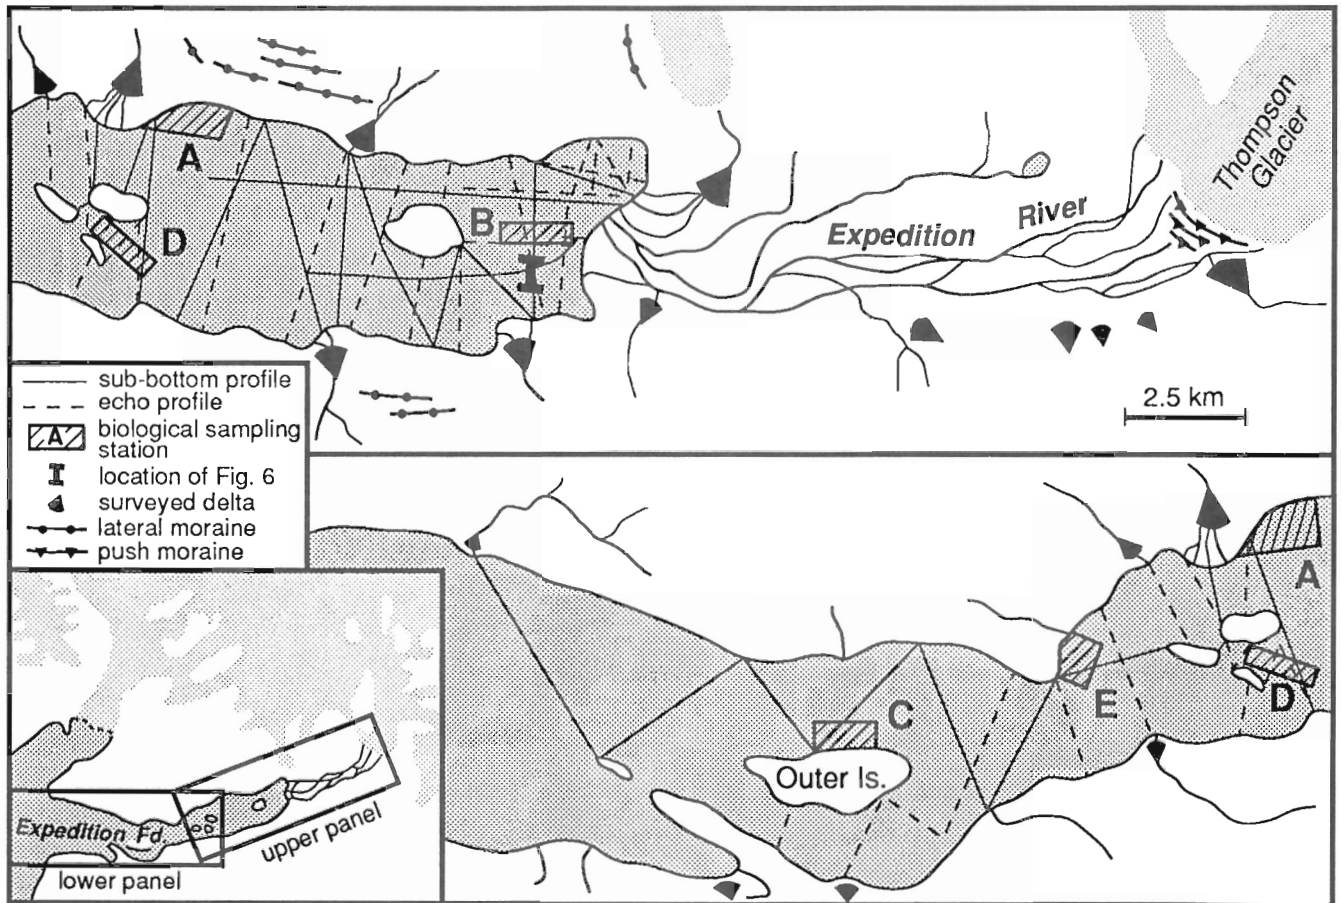 A
D
B
Expedition River
Thompson
Glacier
2.5 km
sub-bottom profile
echo profile
A
biological sampling
station
location of Fig. 6
surveyed delta
lateral moraine
push moraine
A
C
E
D
Outer Is.
Expedition Fd.
upper panel
lower panel